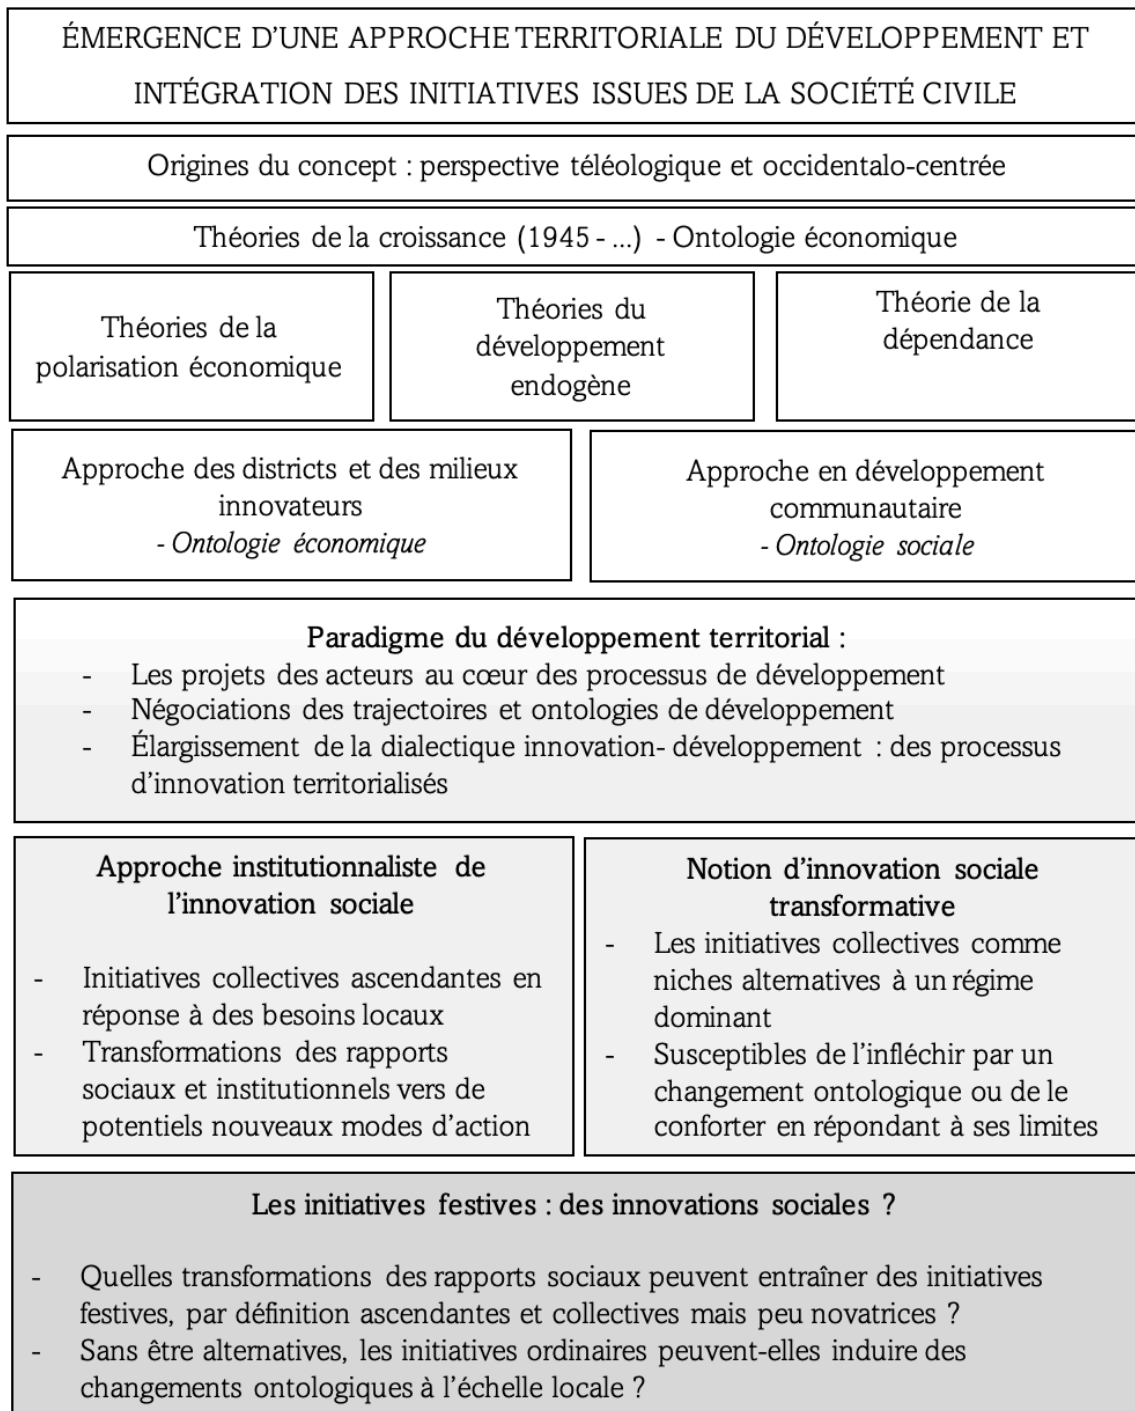 ÉMERGENCE D’UNE APPROCHE TERRITORIALE DU DÉVELOPPEMENT ET
INTÉGRATION DES INITIATIVES ISSUES DE LA SOCIÉTÉ CIVILE
Origines du concept : perspective téléologique et occidentalo-centrée
Théories de la croissance (1945 - ...) - Ontologie économique
Théories de la
polarisation économique
Théories du
développement
endogène
Théorie de la
dépendance
Approche des districts et des milieux
innovateurs
- Ontologie économique
Approche en développement
communautaire
- Ontologie sociale
Paradigme du développement territorial :
- Les projets des acteurs au cœur des processus de développement
- Négociations des trajectoires et ontologies de développement
- Élargissement de la dialectique innovation- développement : des processus
d’innovation territorialisés
Approche institutionnaliste de
l’innovation sociale
- Initiatives collectives ascendantes en
réponse à des besoins locaux
- Transformations des rapports
sociaux et institutionnels vers de
potentiels nouveaux modes d’action
Notion d’innovation sociale
transformative
- Les initiatives collectives comme
niches alternatives à un régime
dominant
- Susceptibles de l’infléchir par un
changement ontologique ou de le
conforter en répondant à ses limites
Les initiatives festives : des innovations sociales ?
- Quelles transformations des rapports sociaux peuvent entraîner des initiatives
festives, par définition ascendantes et collectives mais peu novatrices ?
- Sans être alternatives, les initiatives ordinaires peuvent-elles induire des
changements ontologiques à l’échelle locale ?